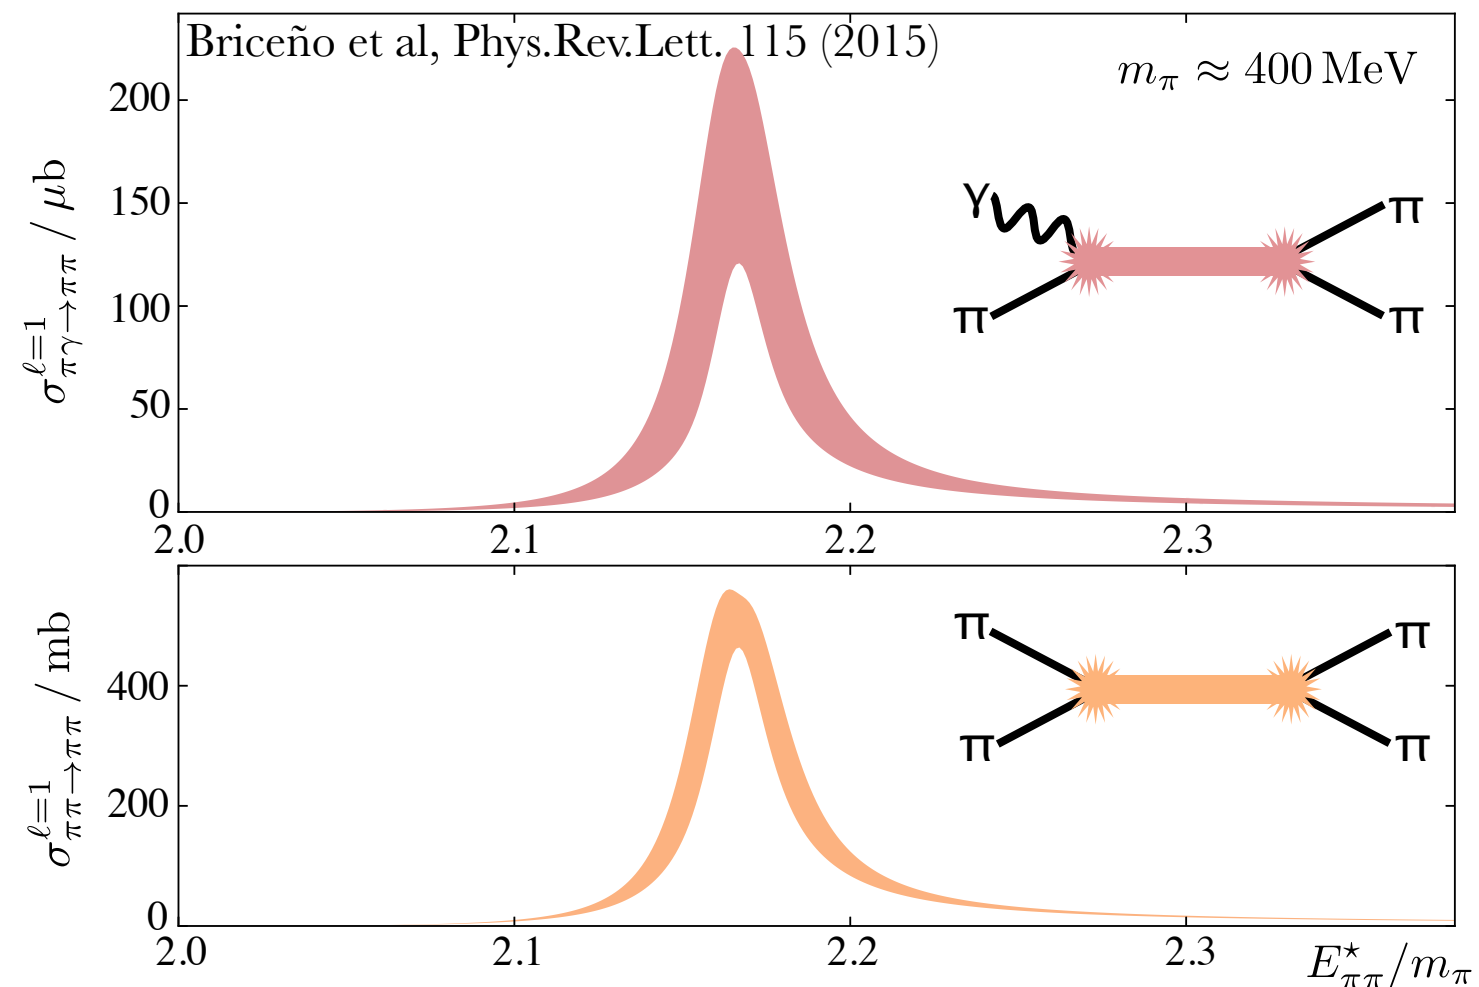 Briceño et al, Phys.Rev.Lett. 115 (2015)
m_π ≈ 400 MeV
σ^{ℓ=1}_{πγ→ππ} / μb
200
150
100
50
0
γ
π
π
π
2.0
2.1
2.2
2.3
σ^{ℓ=1}_{ππ→ππ} / mb
400
200
0
π
π
π
π
2.0
2.1
2.2
2.3
E^⋆_{ππ}/m_π